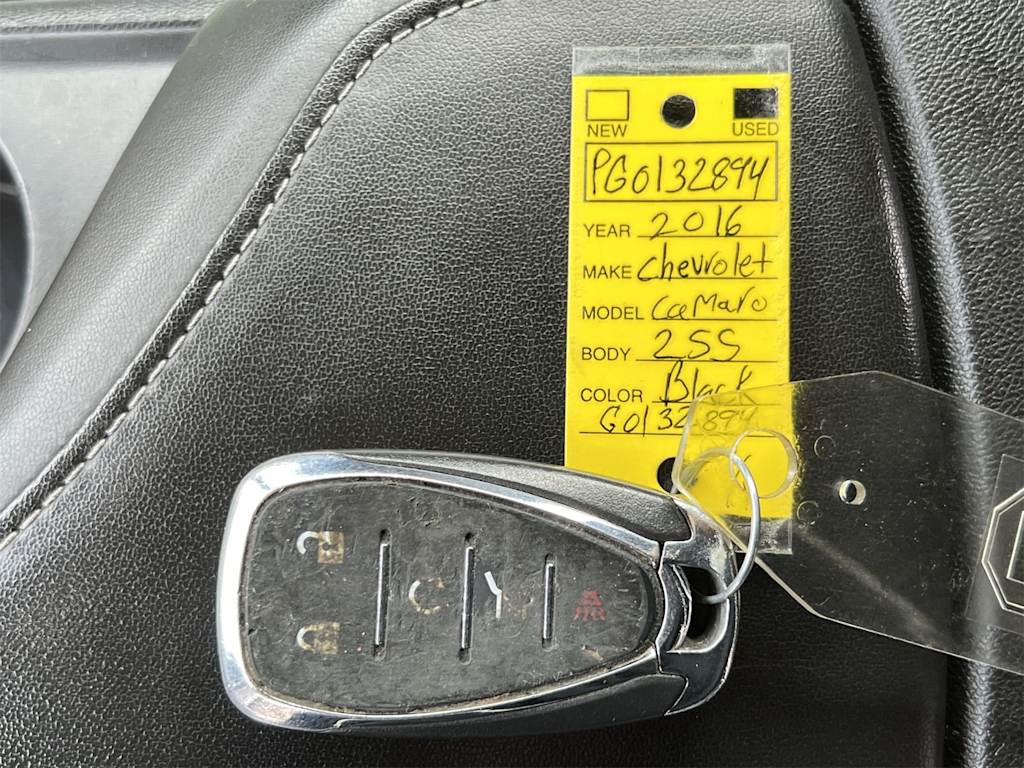 NEW USED
PG0132894
YEAR 2016
MAKE Chevrolet
MODEL CaMaro
BODY 2SS
COLOR Black
G0132894